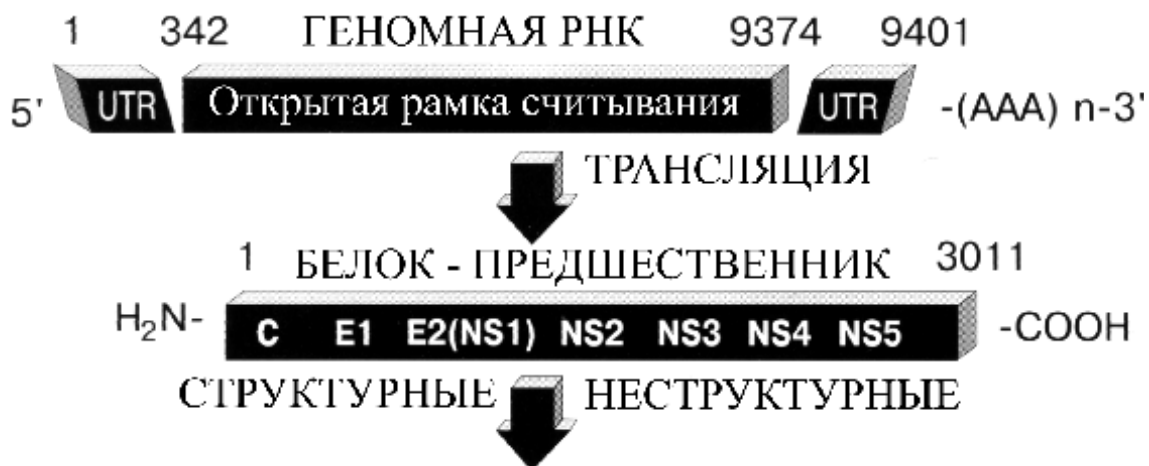 1 342 ГЕНОМНАЯ РНК 9374 9401
5' UTR Открытая рамка считывания UTR -(AAA) n-3'
ТРАНСЛЯЦИЯ
1 БЕЛОК - ПРЕДШЕСТВЕННИК 3011
H₂N- C E1 E2(NS1) NS2 NS3 NS4 NS5 -COOH
СТРУКТУРНЫЕ НЕСТРУКТУРНЫЕ